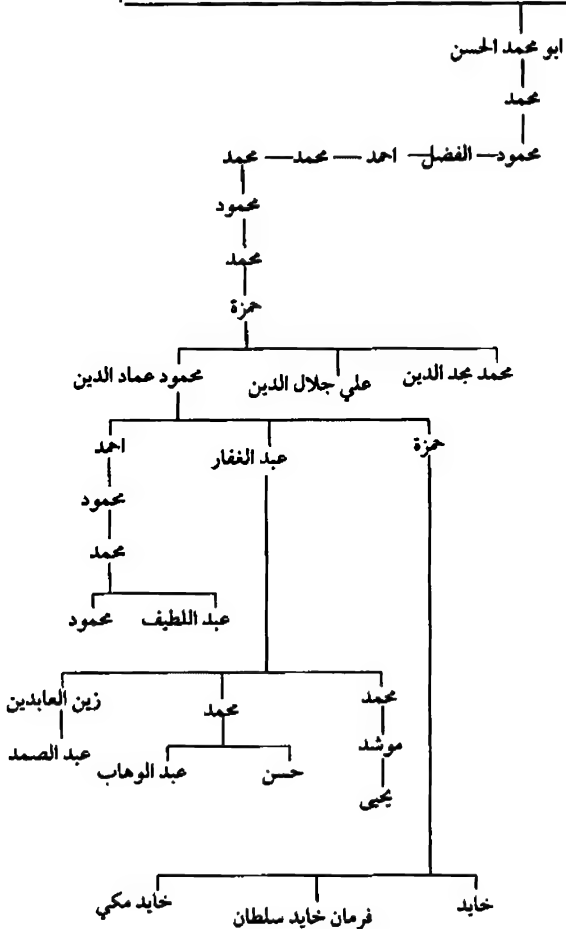 ابو محمد الحسن
محمد
محمود — الفضل — احمد — محمد — محمد
محمود
محمد
حمزة
محمد مجد الدين علي جلال الدين محمود عماد الدين
حمزة عبد الغفار احمد
محمود
محمد
عبد اللطيف محمود
محمد محمد زين العابدين
موشد حسن عبد الوهاب عبد الصمد
يحيى
خايد فرمان خايد سلطان خايد مكي